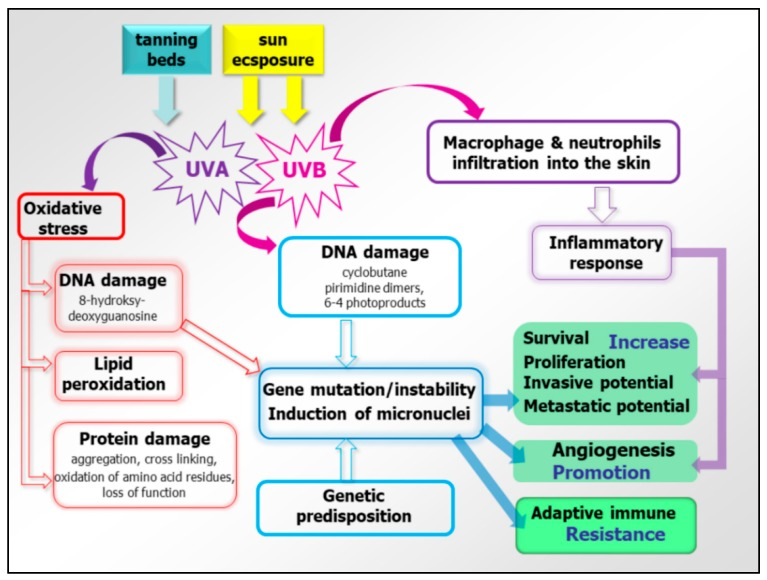 tanning
beds
sun
ecsposure
UVA
UVB
Macrophage & neutrophils
infiltration into the skin
Oxidative
stress
Inflammatory
response
DNA damage
cyclobutane
pirimidine dimers,
6-4 photoproducts
DNA damage
8-hydroksy-
deoxyguanosine
Lipid
peroxidation
Protein damage
aggregation, cross linking,
oxidation of amino acid residues,
loss of function
Gene mutation/instability
Induction of micronuclei
Genetic
predisposition
Survival Increase
Proliferation
Invasive potential
Metastatic potential
Angiogenesis
Promotion
Adaptive immune
Resistance